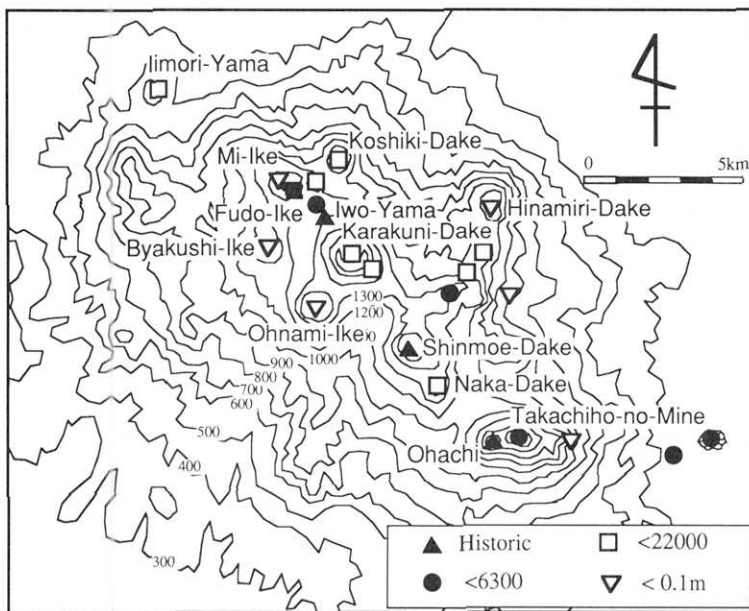 Iimori-Yama
Koshiki-Dake
Mi-Ike
0 5km
Fudo-Ike
Iwo-Yama
Hinamiri-Dake
Karakuni-Dake
Byakushi-Ike
1300
1200
Ohnami-Ike
1000
Shinmoe-Dake
900
800
700
600
Naka-Dake
500
Takachiho-no-Mine
400
Ohachi
300
Historic
<22000
<6300
< 0.1m